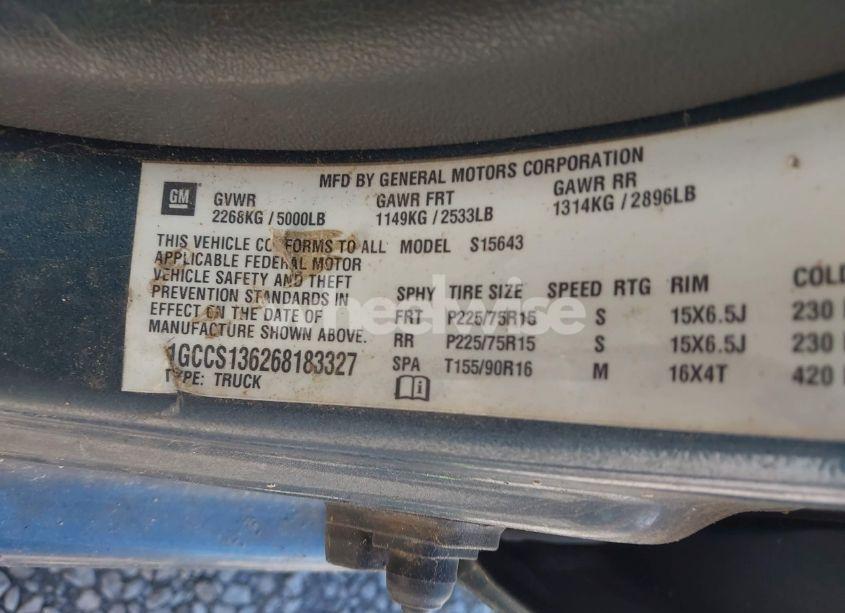 MFD BY GENERAL MOTORS CORPORATION
GM
GVWR GAWR FRT GAWR RR
2268KG / 5000LB 1149KG / 2533LB 1314KG / 2896LB
THIS VEHICLE CONFORMS TO ALL MODEL S15643
APPLICABLE FEDERAL MOTOR
VEHICLE SAFETY AND THEFT
PREVENTION STANDARDS IN
EFFECT ON THE DATE OF
MANUFACTURE SHOWN ABOVE.
1GCCS136268183327
TYPE: TRUCK
SPHY TIRE SIZE SPEED RTG RIM COLD
FRT P225/75R15 S 15X6.5J 230
RR P225/75R15 S 15X6.5J 230
SPA T155/90R16 M 16X4T 420